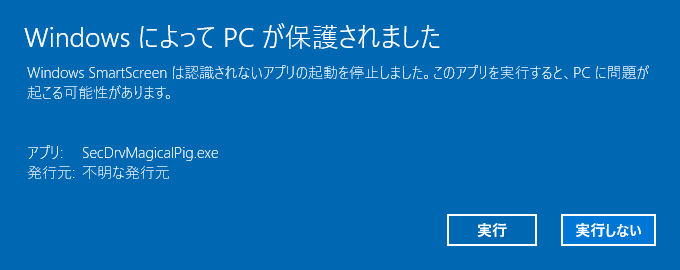 Windows によって PC が保護されました
Windows SmartScreen は認識されないアプリの起動を停止しました。このアプリを実行すると、PC に問題が
起こる可能性があります。
アプリ: SecDrvMagicalPig.exe
発行元: 不明な発行元
実行 実行しない